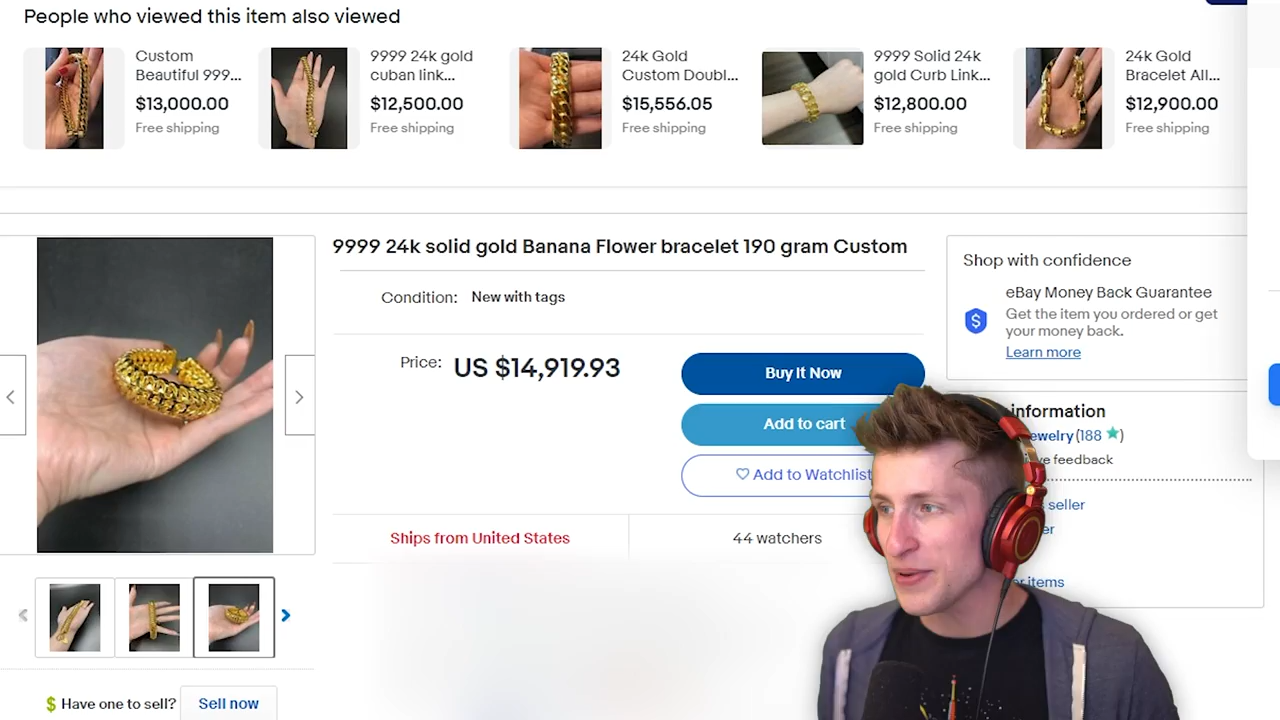 People who viewed this item also viewed
Custom
Beautiful 999...
$13,000.00
Free shipping
9999 24k gold
cuban link...
$12,500.00
Free shipping
24k Gold
Custom Doubl...
$15,556.05
Free shipping
9999 Solid 24k
gold Curb Link...
$12,800.00
Free shipping
24k Gold
Bracelet All...
$12,900.00
Free shipping
9999 24k solid gold Banana Flower bracelet 190 gram Custom
Condition: New with tags
Price: US $14,919.93
Buy It Now
Add to cart
Add to Watchlist
Ships from United States
44 watchers
Shop with confidence
eBay Money Back Guarantee
Get the item you ordered or get
your money back.
Learn more
information
ewelry (188)
feedback
seller
items
$ Have one to sell? Sell now